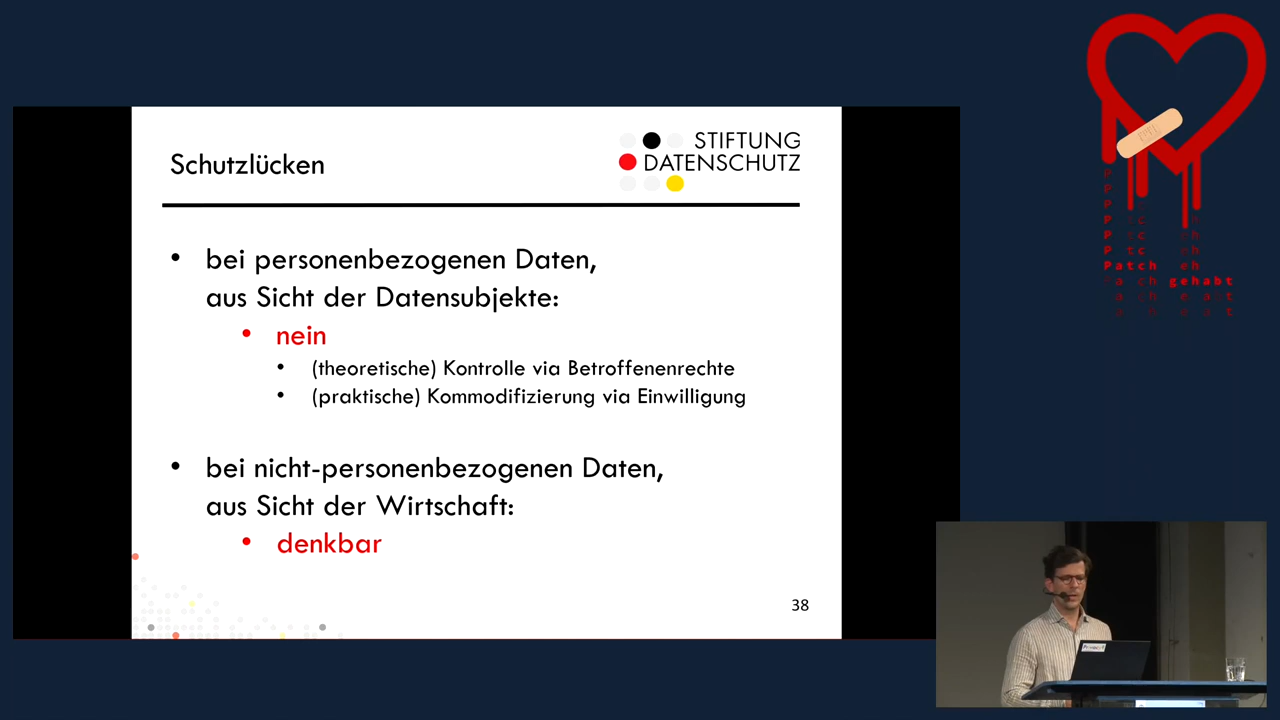 Schutzlücken
STIFTUNG
DATENSCHUTZ
• bei personenbezogenen Daten,
aus Sicht der Datensubjekte:
• nein
• (theoretische) Kontrolle via Betroffenenrechte
• (praktische) Kommodifizierung via Einwilligung
• bei nicht-personenbezogenen Daten,
aus Sicht der Wirtschaft:
• denkbar
38
Patch
gehabt